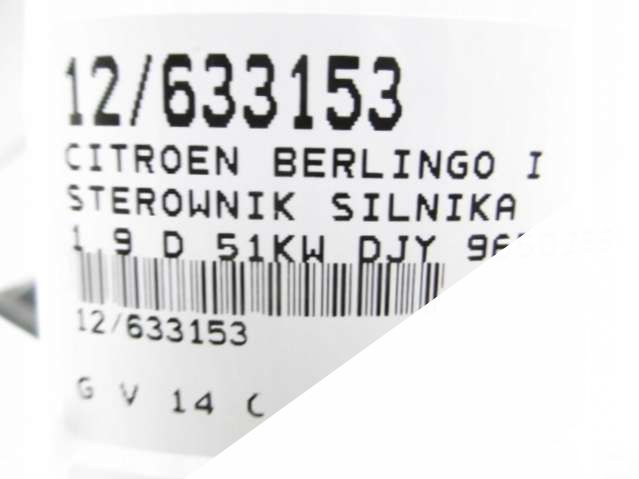 12/633153
CITROEN BERLINGO I
STEROWNIK SILNIKA
1.9 D 51KW DJY
12/633153
G V 14 C